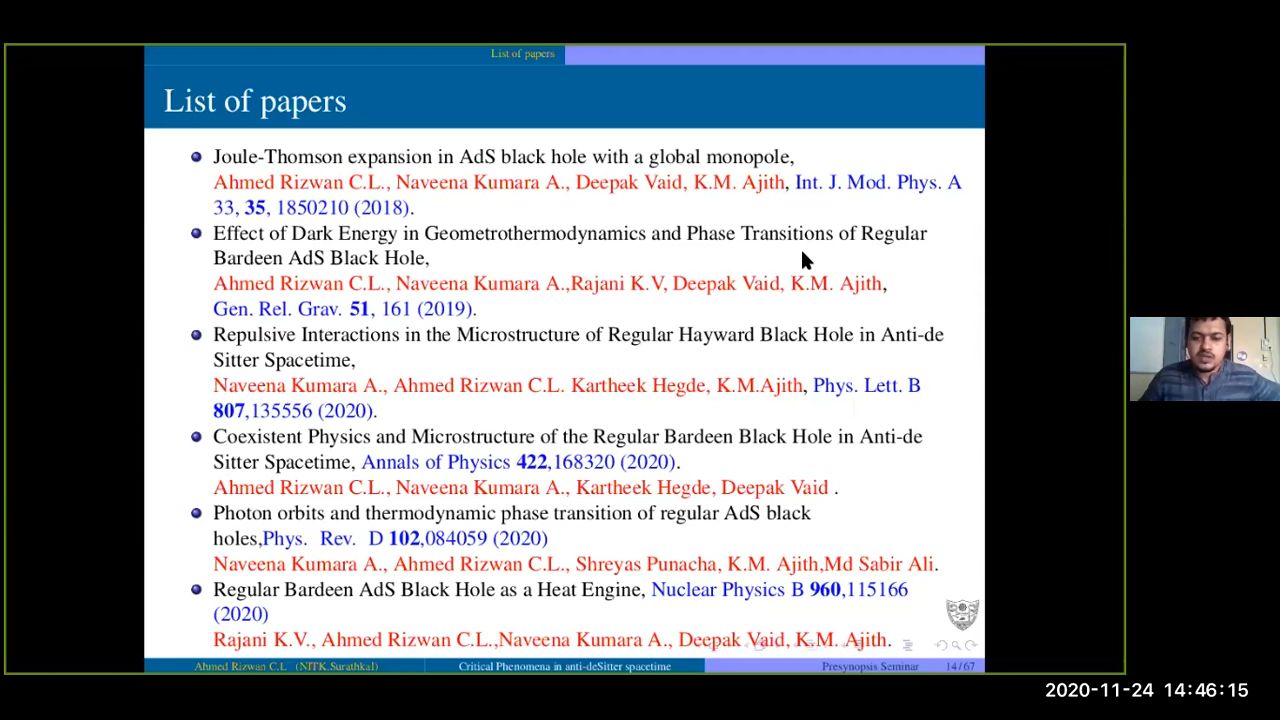 List of papers
List of papers
Joule-Thomson expansion in AdS black hole with a global monopole,
Ahmed Rizwan C.L., Naveena Kumara A., Deepak Vaid, K.M. Ajith, Int. J. Mod. Phys. A
33, 35, 1850210 (2018).
Effect of Dark Energy in Geometrothermodynamics and Phase Transitions of Regular
Bardeen AdS Black Hole,
Ahmed Rizwan C.L., Naveena Kumara A.,Rajani K.V, Deepak Vaid, K.M. Ajith,
Gen. Rel. Grav. 51, 161 (2019).
Repulsive Interactions in the Microstructure of Regular Hayward Black Hole in Anti-de
Sitter Spacetime,
Naveena Kumara A., Ahmed Rizwan C.L. Kartheek Hegde, K.M.Ajith, Phys. Lett. B
807,135556 (2020).
Coexistent Physics and Microstructure of the Regular Bardeen Black Hole in Anti-de
Sitter Spacetime, Annals of Physics 422,168320 (2020).
Ahmed Rizwan C.L., Naveena Kumara A., Kartheek Hegde, Deepak Vaid .
Photon orbits and thermodynamic phase transition of regular AdS black
holes,Phys. Rev. D 102,084059 (2020)
Naveena Kumara A., Ahmed Rizwan C.L., Shreyas Punacha, K.M. Ajith,Md Sabir Ali.
Regular Bardeen AdS Black Hole as a Heat Engine, Nuclear Physics B 960,115166
(2020)
Rajani K.V., Ahmed Rizwan C.L.,Naveena Kumara A., Deepak Vaid, K.M. Ajith.
Ahmed Rizwan C.L (NITK,Surathkal) Critical Phenomena in anti-deSitter spacetime Presynopsis Seminar 14/67
2020-11-24 14:46:15